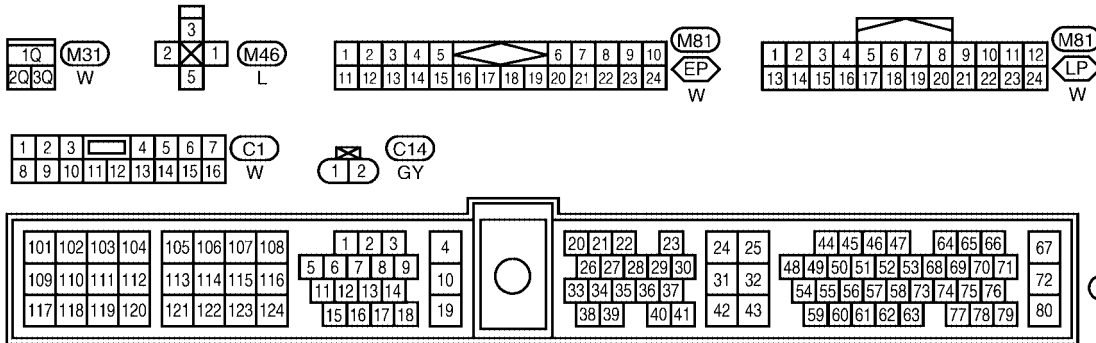 3
1Q M31 2 1 M46 1 2 3 4 5 6 7 8 9 10 M81 1 2 3 4 5 6 7 8 9 10 11 12 M81
2Q 3Q W 5 L 11 12 13 14 15 16 17 18 19 20 21 22 23 24 EP W 13 14 15 16 17 18 19 20 21 22 23 24 LP W
1 2 3 4 5 6 7 C1 C14
8 9 10 11 12 13 14 15 16 W 1 2 GY
101 102 103 104 105 106 107 108 1 2 3 4 20 21 22 23 24 25 44 45 46 47 64 65 66 67
5 6 7 8 9 26 27 28 29 30 48 49 50 51 52 53 68 69 70 71
109 110 111 112 113 114 115 116 10 31 32 72
11 12 13 14 33 34 35 36 37 54 55 56 57 58 73 74 75 76
117 118 119 120 121 122 123 124 15 16 17 18 19 38 39 40 41 42 43 59 60 61 62 63 77 78 79 80